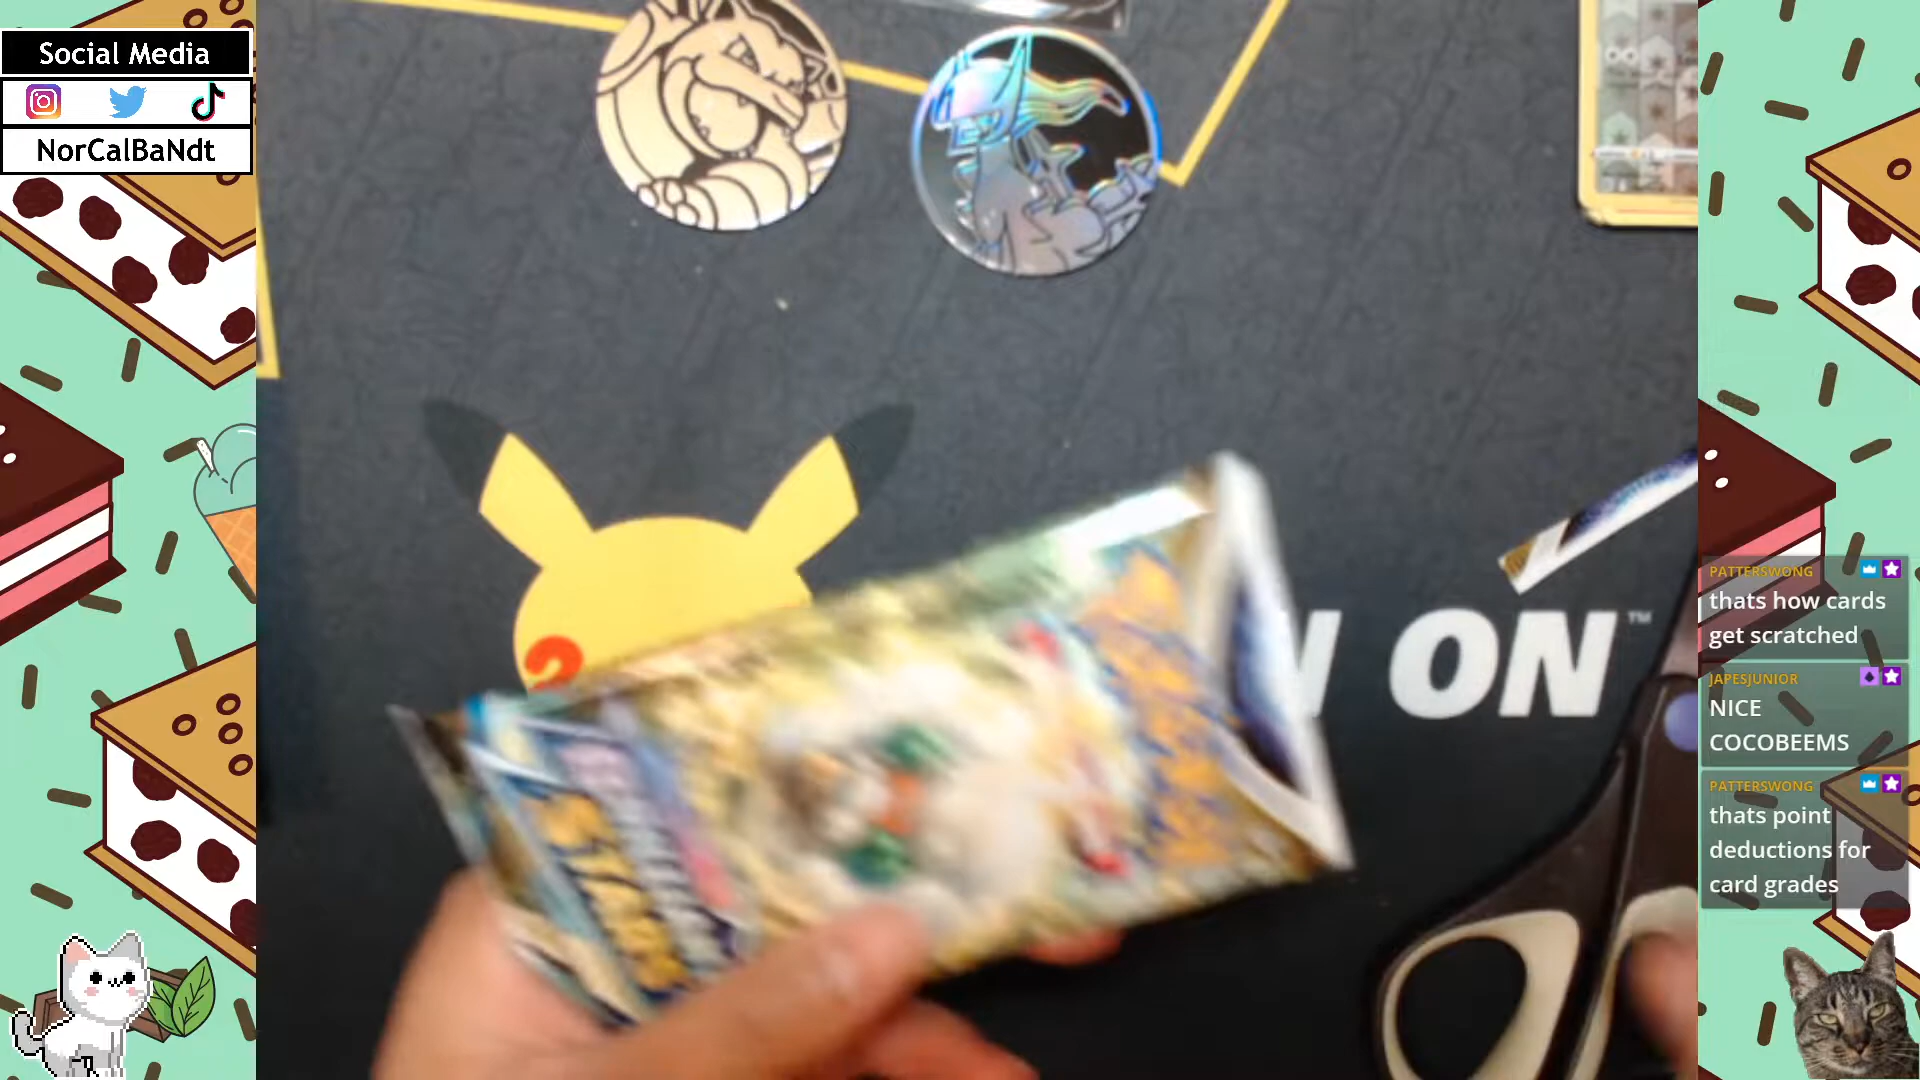 Social Media
NorCalBaNdt
N ON™
PATTERSWONG
thats how cards
get scratched
JAPESJUNIOR
NICE
COCOBEEMS
PATTERSWONG
thats point
deductions for
card grades